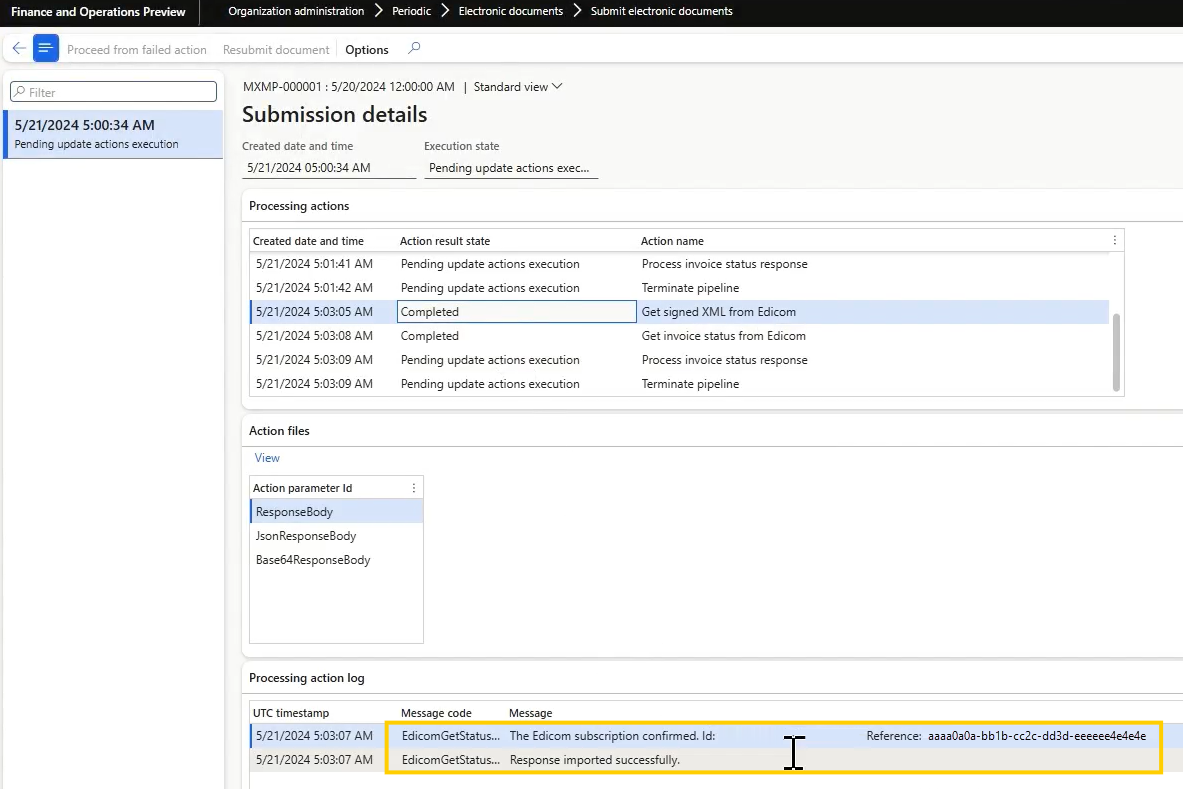 Finance and Operations Preview
Organization administration > Periodic > Electronic documents > Submit electronic documents
Proceed from failed action Resubmit document Options
Filter
5/21/2024 5:00:34 AM
Pending update actions execution
MXMP-000001 : 5/20/2024 12:00:00 AM | Standard view
Submission details
Created date and time Execution state
5/21/2024 05:00:34 AM Pending update actions exec...
Processing actions
Created date and time Action result state Action name
5/21/2024 5:01:41 AM Pending update actions execution Process invoice status response
5/21/2024 5:01:42 AM Pending update actions execution Terminate pipeline
5/21/2024 5:03:05 AM Completed Get signed XML from Edicom
5/21/2024 5:03:08 AM Completed Get invoice status from Edicom
5/21/2024 5:03:09 AM Pending update actions execution Process invoice status response
5/21/2024 5:03:09 AM Pending update actions execution Terminate pipeline
Action files
View
Action parameter Id
ResponseBody
JsonResponseBody
Base64ResponseBody
Processing action log
UTC timestamp Message code Message
5/21/2024 5:03:07 AM EdicomGetStatus... The Edicom subscription confirmed. Id: Reference: aaaa0a0a-bb1b-cc2c-dd3d-eeeeee4e4e4e
5/21/2024 5:03:07 AM EdicomGetStatus... Response imported successfully.